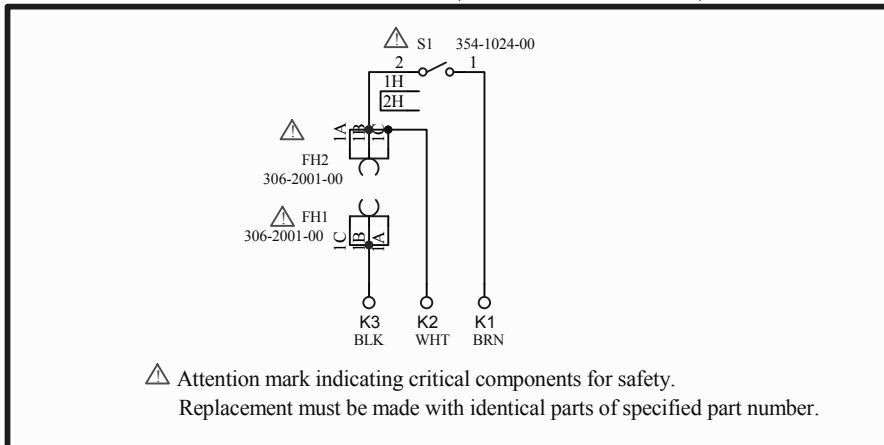 S1 354-1024-00
2 1
1H
2H
1A 1B 1C
FH2
306-2001-00
FH1
306-2001-00
1C 1B 1A
K3 K2 K1
BLK WHT BRN
Attention mark indicating critical components for safety.
Replacement must be made with identical parts of specified part number.